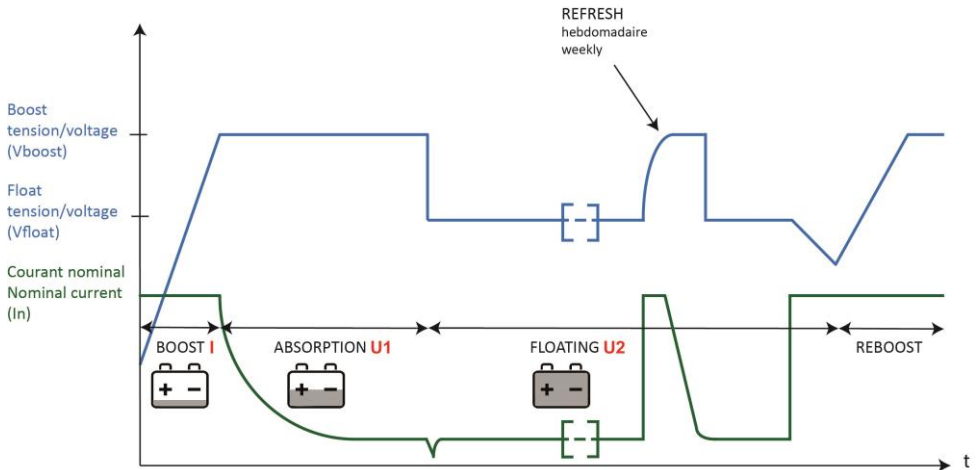 REFRESH
hebdomadaire
weekly
Boost
tension/voltage
(Vboost)
Float
tension/voltage
(Vfloat)
Courant nominal
Nominal current
(In)
BOOST I
ABSORPTION U1
FLOATING U2
REBOOST
+ −
+ −
+ −
t